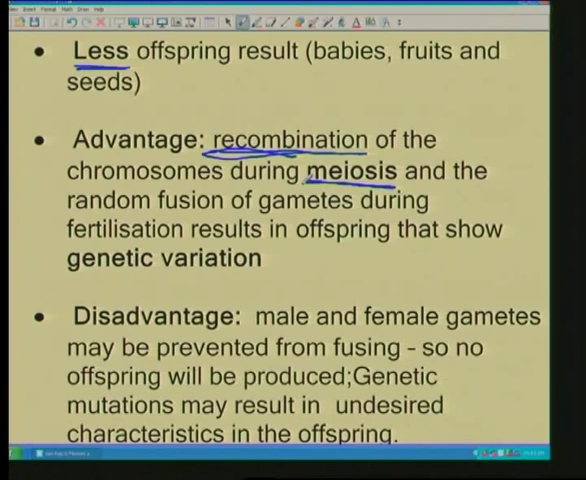 • Less offspring result (babies, fruits and
seeds)
• Advantage: recombination of the
chromosomes during meiosis and the
random fusion of gametes during
fertilisation results in offspring that show
genetic variation
• Disadvantage: male and female gametes
may be prevented from fusing - so no
offspring will be produced;Genetic
mutations may result in undesired
characteristics in the offspring.